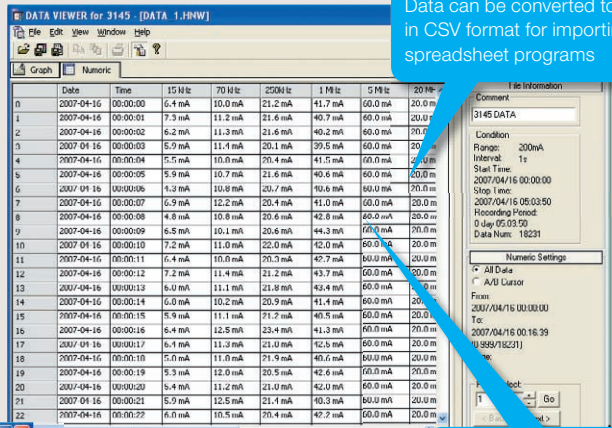 DATA VIEWER for 3145 - [DATA_1.HNW]
File Edit View Window Help
Data can be converted to
in CSV format for importi
spreadsheet programs
Graph Numeric
Date Time 15 kHz 70 kHz 250kHz 1 MHz 5 MHz 20 MH
0 2007-04-16 00:00:00 6.4 mA 10.0 mA 21.2 mA 41.7 mA 60.0 mA 20.0 m
1 2007-04-16 00:00:01 7.3 mA 11.2 mA 21.6 mA 40.7 mA 60.0 mA 20.0 m
2 2007-04-16 00:00:02 6.2 mA 11.3 mA 21.6 mA 40.2 mA 60.0 mA 20.0 m
3 2007-04-16 00:00:03 5.9 mA 11.4 mA 20.1 mA 39.5 mA 60.0 mA 20.0 m
4 2007-04-16 00:00:04 5.5 mA 10.0 mA 20.4 mA 41.5 mA 60.0 mA 20.0 m
5 2007-04-16 00:00:05 5.9 mA 10.7 mA 21.6 mA 40.6 mA 60.0 mA 20.0 m
6 2007-04-16 00:00:06 4.3 mA 10.8 mA 20.7 mA 40.6 mA 60.0 mA 20.0 m
7 2007-04-16 00:00:07 6.9 mA 12.2 mA 20.4 mA 41.0 mA 60.0 mA 20.0 m
8 2007-04-16 00:00:08 4.8 mA 10.8 mA 20.6 mA 42.8 mA 60.0 mA 20.0 m
9 2007-04-16 00:00:09 6.5 mA 10.1 mA 20.6 mA 44.3 mA 60.0 mA 20.0 m
10 2007-04-16 00:00:10 7.2 mA 11.0 mA 22.0 mA 42.0 mA 60.0 mA 20.0 m
11 2007-04-16 00:00:11 6.4 mA 10.0 mA 20.3 mA 42.7 mA 60.0 mA 20.0 m
12 2007-04-16 00:00:12 7.2 mA 11.4 mA 21.2 mA 43.7 mA 60.0 mA 20.0 m
13 2007-04-16 00:00:13 6.0 mA 11.1 mA 21.8 mA 43.4 mA 60.0 mA 20.0 m
14 2007-04-16 00:00:14 6.0 mA 10.2 mA 20.9 mA 41.4 mA 60.0 mA 20.0 m
15 2007-04-16 00:00:15 5.9 mA 11.1 mA 21.2 mA 40.5 mA 60.0 mA 20.0 m
16 2007-04-16 00:00:16 6.4 mA 12.5 mA 23.4 mA 41.3 mA 60.0 mA 20.0 m
17 2007-04-16 00:00:17 6.4 mA 11.3 mA 21.0 mA 42.5 mA 60.0 mA 20.0 m
18 2007-04-16 00:00:18 5.0 mA 11.0 mA 21.9 mA 40.6 mA 60.0 mA 20.0 m
19 2007-04-16 00:00:19 5.3 mA 12.0 mA 20.5 mA 42.6 mA 60.0 mA 20.0 m
20 2007-04-16 00:00:20 5.4 mA 11.2 mA 21.0 mA 42.0 mA 60.0 mA 20.0 m
21 2007-04-16 00:00:21 5.9 mA 12.5 mA 21.4 mA 40.3 mA 60.0 mA 20.0 m
22 2007-04-16 00:00:22 6.0 mA 10.5 mA 20.4 mA 42.2 mA 60.0 mA 20.0 m
File Information
Comment
3145 DATA
Condition
Range: 200mA
Interval: 1s
Start Time:
2007/04/16 00:00:00
Stop Time:
2007/04/16 05:03:50
Recording Period:
0 day 05:03:50
Data Num: 18231
Numeric Settings
All Data
A/B Cursor
From:
2007/04/16 00:00:00
To:
2007/04/16 00:16:39
(0-999/18231)
1 Go